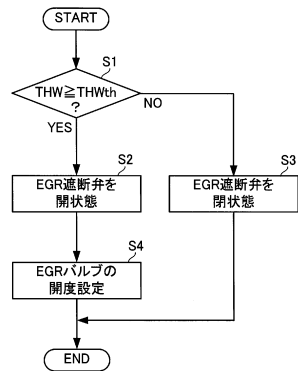 START
S1
THW≧THWth
?
NO
YES
S2
EGR遮断弁を
開状態
S3
EGR遮断弁を
閉状態
S4
EGRバルブの
開度設定
END